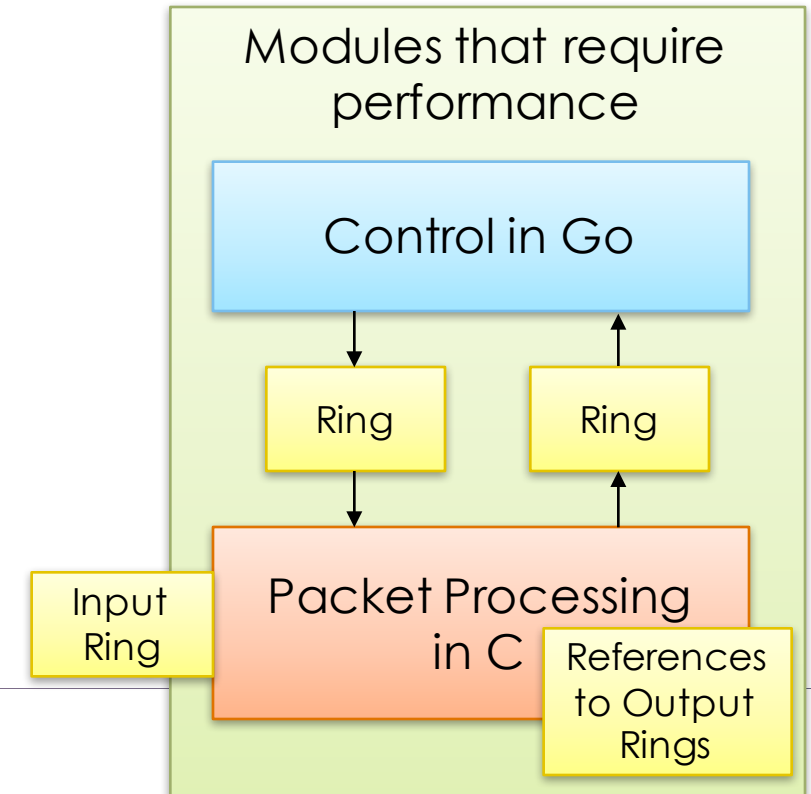 Modules that require
performance
Control in Go
Ring
Ring
Packet Processing
in C
Input
Ring
References
to Output
Rings